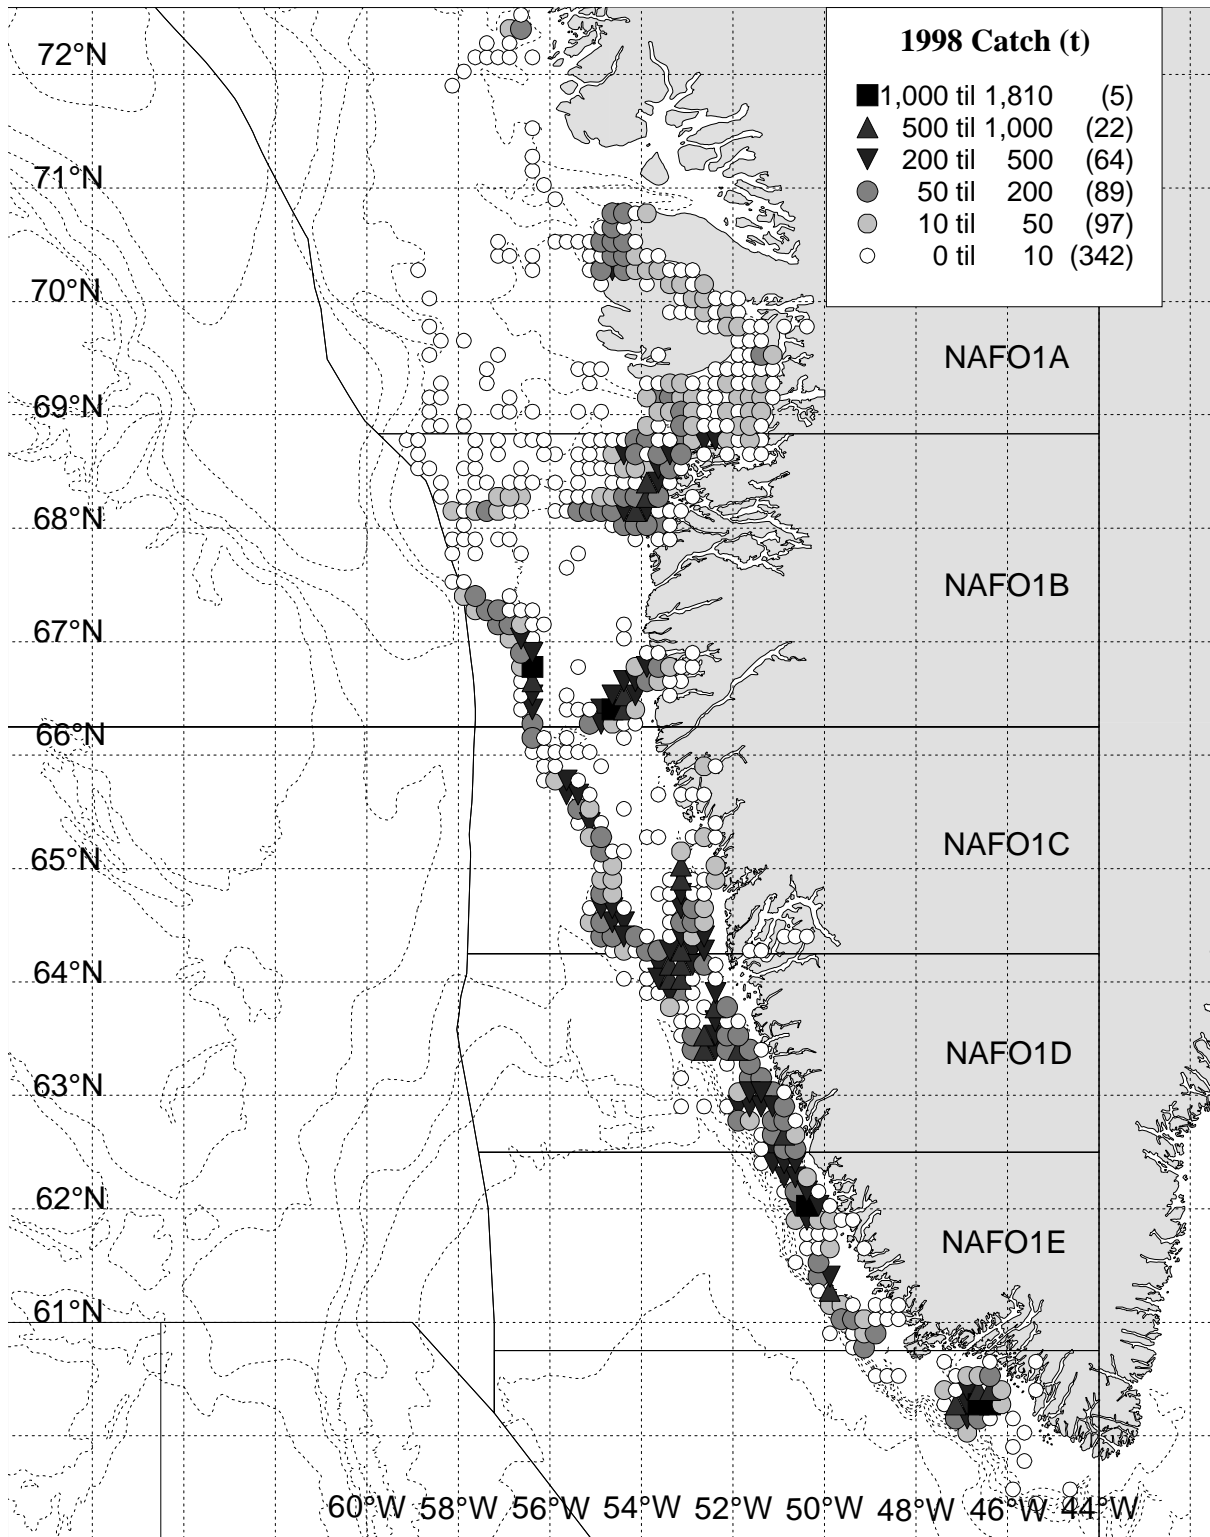 1998 Catch (t)
1,000 til 1,810 (5)
500 til 1,000 (22)
200 til 500 (64)
50 til 200 (89)
10 til 50 (97)
0 til 10 (342)
72°N
71°N
70°N
NAFO1A
69°N
68°N
NAFO1B
67°N
66°N
NAFO1C
65°N
64°N
NAFO1D
63°N
62°N
NAFO1E
61°N
60°W 58°W 56°W 54°W 52°W 50°W 48°W 46°W 44°W